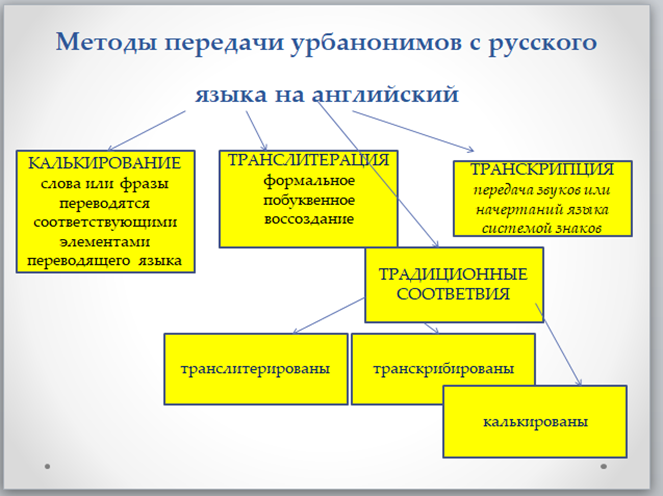 Методы передачи урбанонимов с русского
языка на английский
КАЛЬКИРОВАНИЕ
слова или фразы
переводятся
соответствующими
элементами
переводящего языка
ТРАНСЛИТЕРАЦИЯ
формальное
побуквенное
воссоздание
ТРАНСКРИПЦИЯ
передача звуков или
начертаний языка
системой знаков
ТРАДИЦИОННЫЕ
СООТВЕТВИЯ
транслитерированы
транскрибированы
калькированы